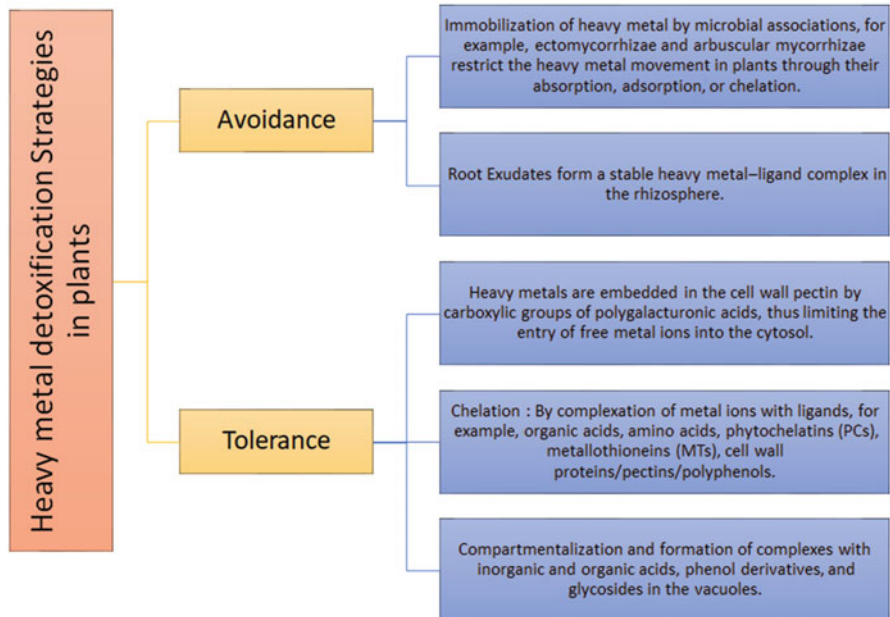 Heavy metal detoxification Strategies
in plants
Avoidance
Immobilization of heavy metal by microbial associations, for
example, ectomycorrhizae and arbuscular mycorrhizae
restrict the heavy metal movement in plants through their
absorption, adsorption, or chelation.
Root Exudates form a stable heavy metal–ligand complex in
the rhizosphere.
Tolerance
Heavy metals are embedded in the cell wall pectin by
carboxylic groups of polygalacturonic acids, thus limiting the
entry of free metal ions into the cytosol.
Chelation : By complexation of metal ions with ligands, for
example, organic acids, amino acids, phytochelatins (PCs),
metallothioneins (MTs), cell wall
proteins/pectins/polyphenols.
Compartmentalization and formation of complexes with
inorganic and organic acids, phenol derivatives, and
glycosides in the vacuoles.